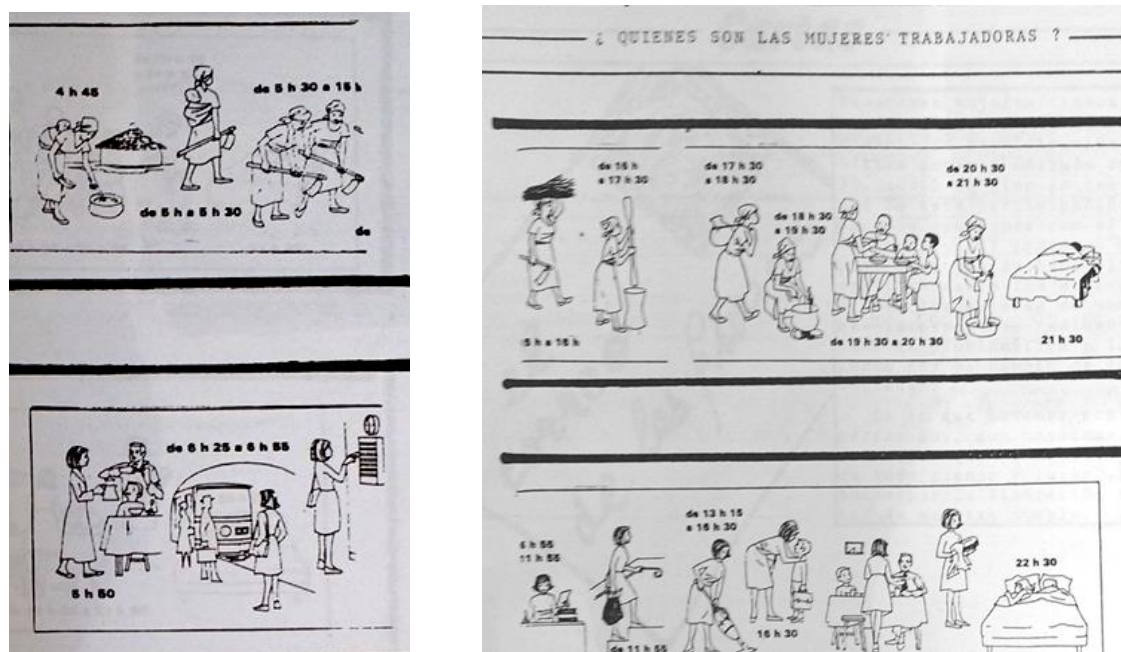 4 h 45
de 5 h 30 a 15 h
de 5 h a 5 h 30
de
de 6 h 25 a 6 h 55
5 h 50
¿ QUIENES SON LAS MUJERES TRABAJADORAS ?
de 16 h
a 17 h 30
de 17 h 30
a 18 h 30
de 20 h 30
a 21 h 30
de 18 h 30
a 19 h 30
5 h a 16 h
de 19 h 30 a 20 h 30
21 h 30
de 13 h 15
a 16 h 30
6 h 55
11 h 55
22 h 30
16 h 30
de 11 h 55